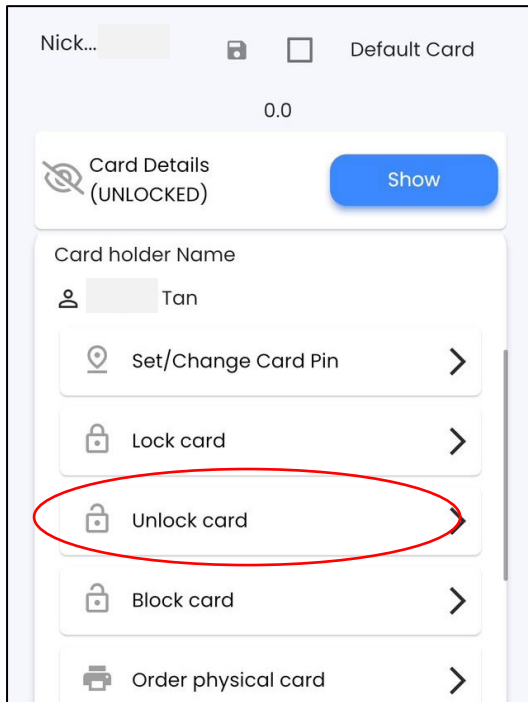 Nick... Default Card
0.0
Card Details
(UNLOCKED)
Show
Card holder Name
Tan
Set/Change Card Pin
Lock card
Unlock card
Block card
Order physical card